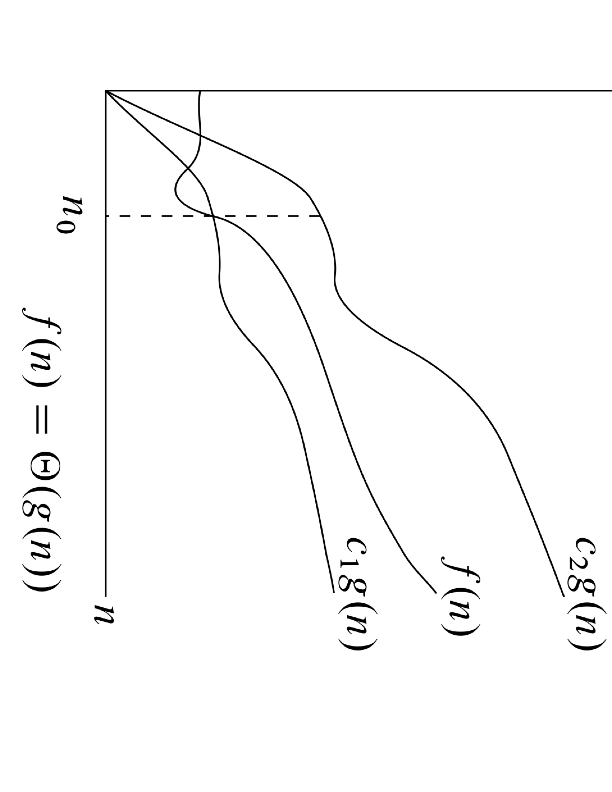 c₂g(n)
f(n)
c₁g(n)
n
n₀
f(n) = Θ(g(n))